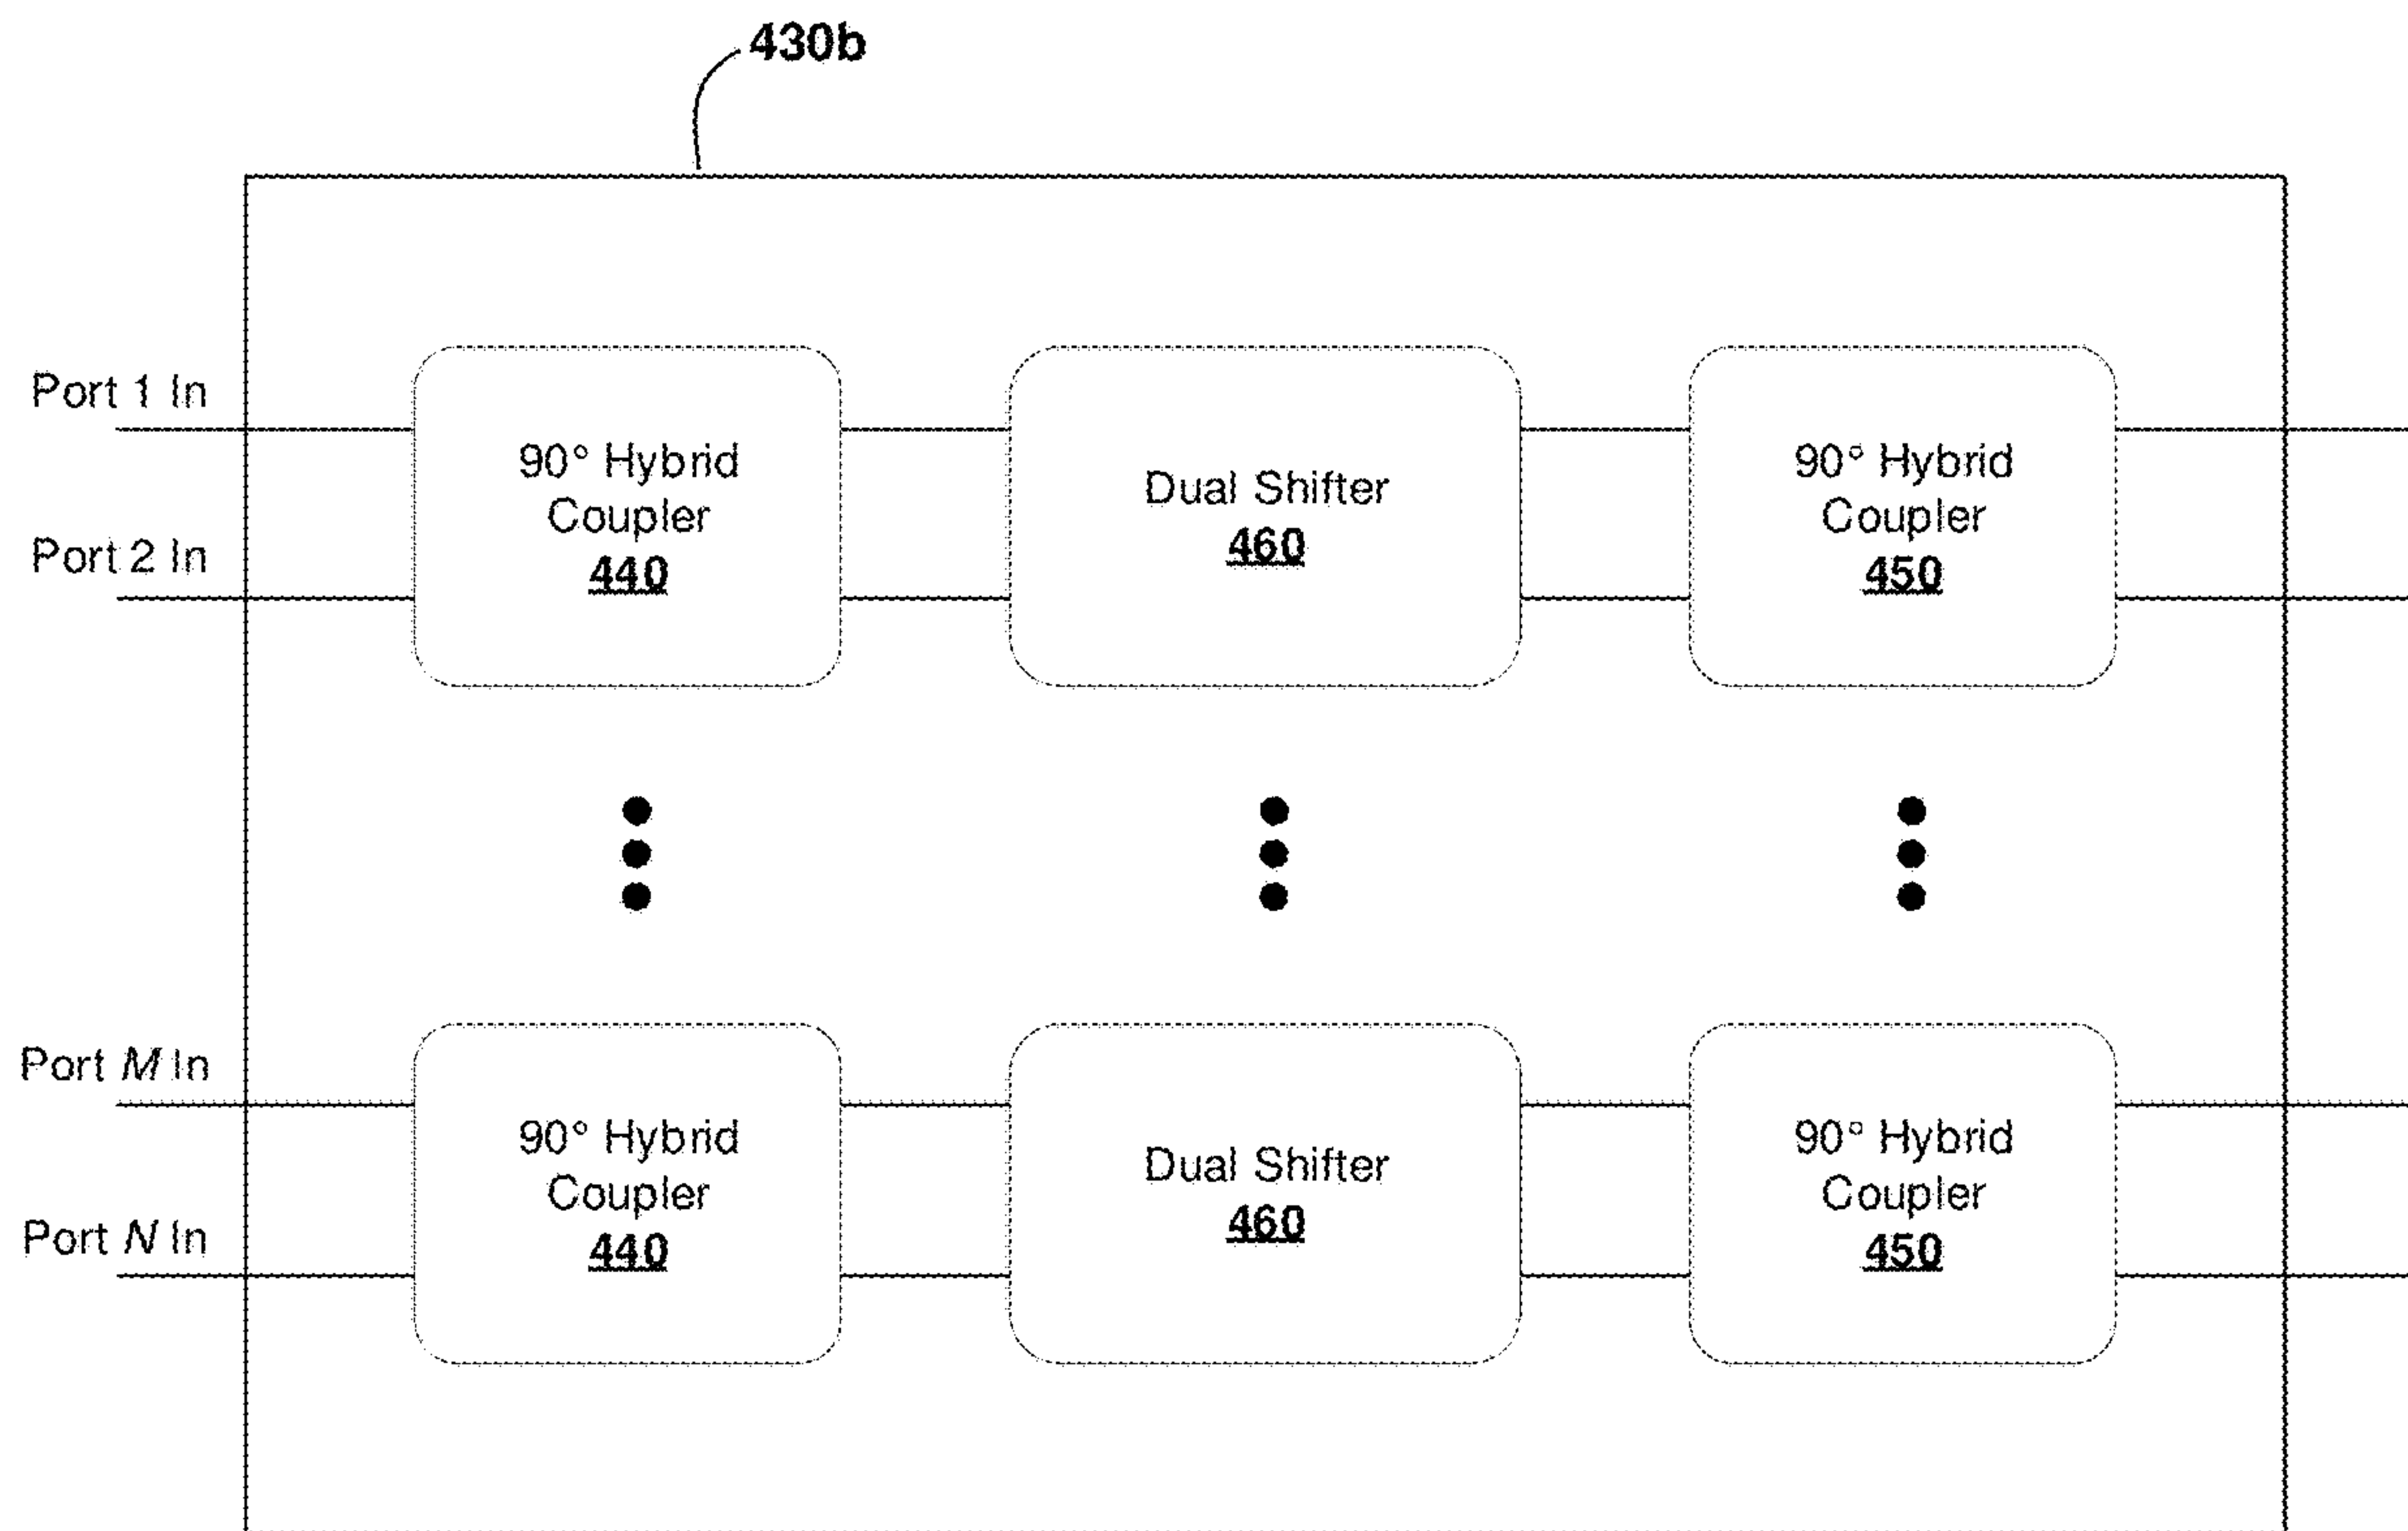 430b
Port 1 In
Port 2 In
90° Hybrid
Coupler
440
Dual Shifter
460
90° Hybrid
Coupler
450
Port M In
Port N In
90° Hybrid
Coupler
440
Dual Shifter
460
90° Hybrid
Coupler
450